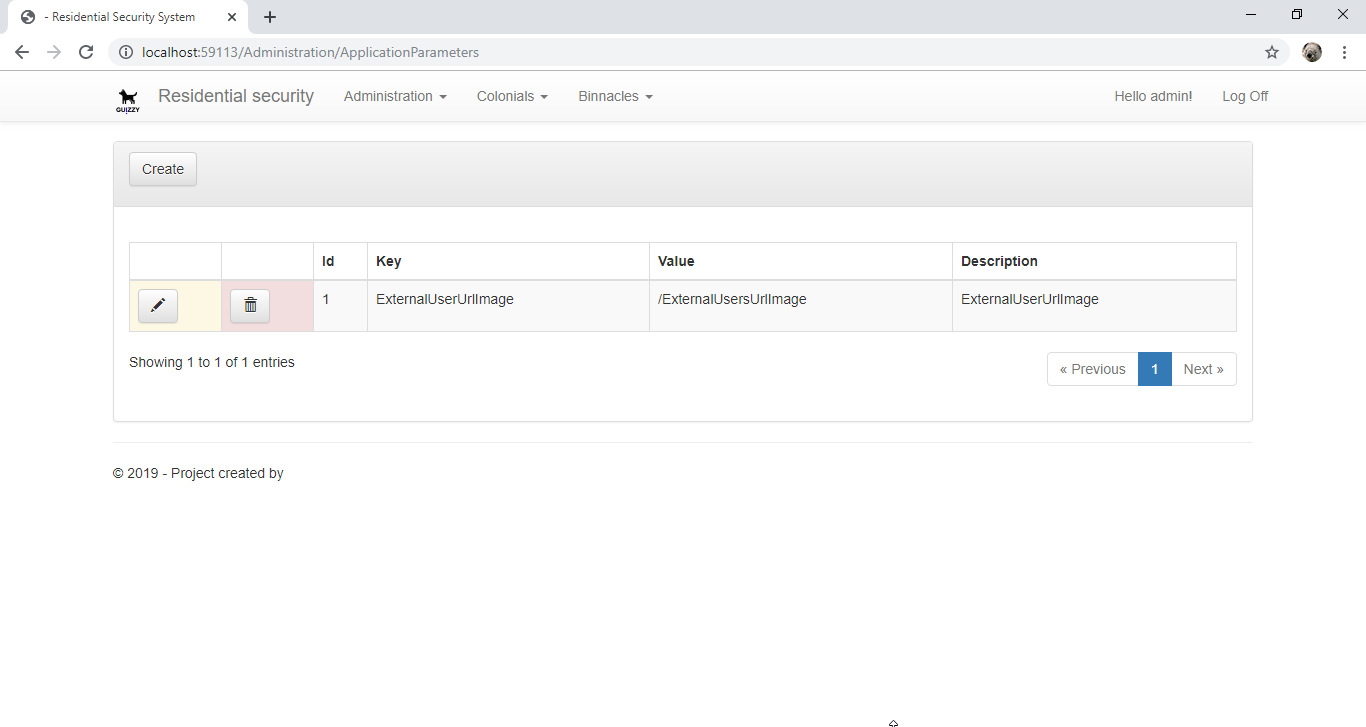 - Residential Security System
localhost:59113/Administration/ApplicationParameters
GUIZZY Residential security Administration Colonials Binnacles Hello admin! Log Off
Create
Id Key Value Description
1 ExternalUserUrlImage /ExternalUsersUrlImage ExternalUserUrlImage
Showing 1 to 1 of 1 entries « Previous 1 Next »
© 2019 - Project created by